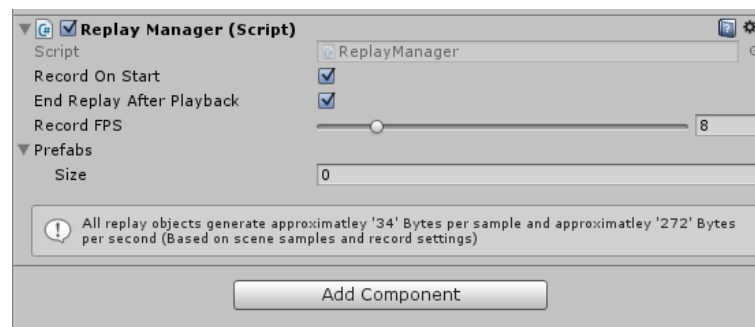 Replay Manager (Script)
Script ReplayManager
Record On Start
End Replay After Playback
Record FPS 8
Prefabs
Size 0
All replay objects generate approximatley '34' Bytes per sample and approximatley '272' Bytes
per second (Based on scene samples and record settings)
Add Component